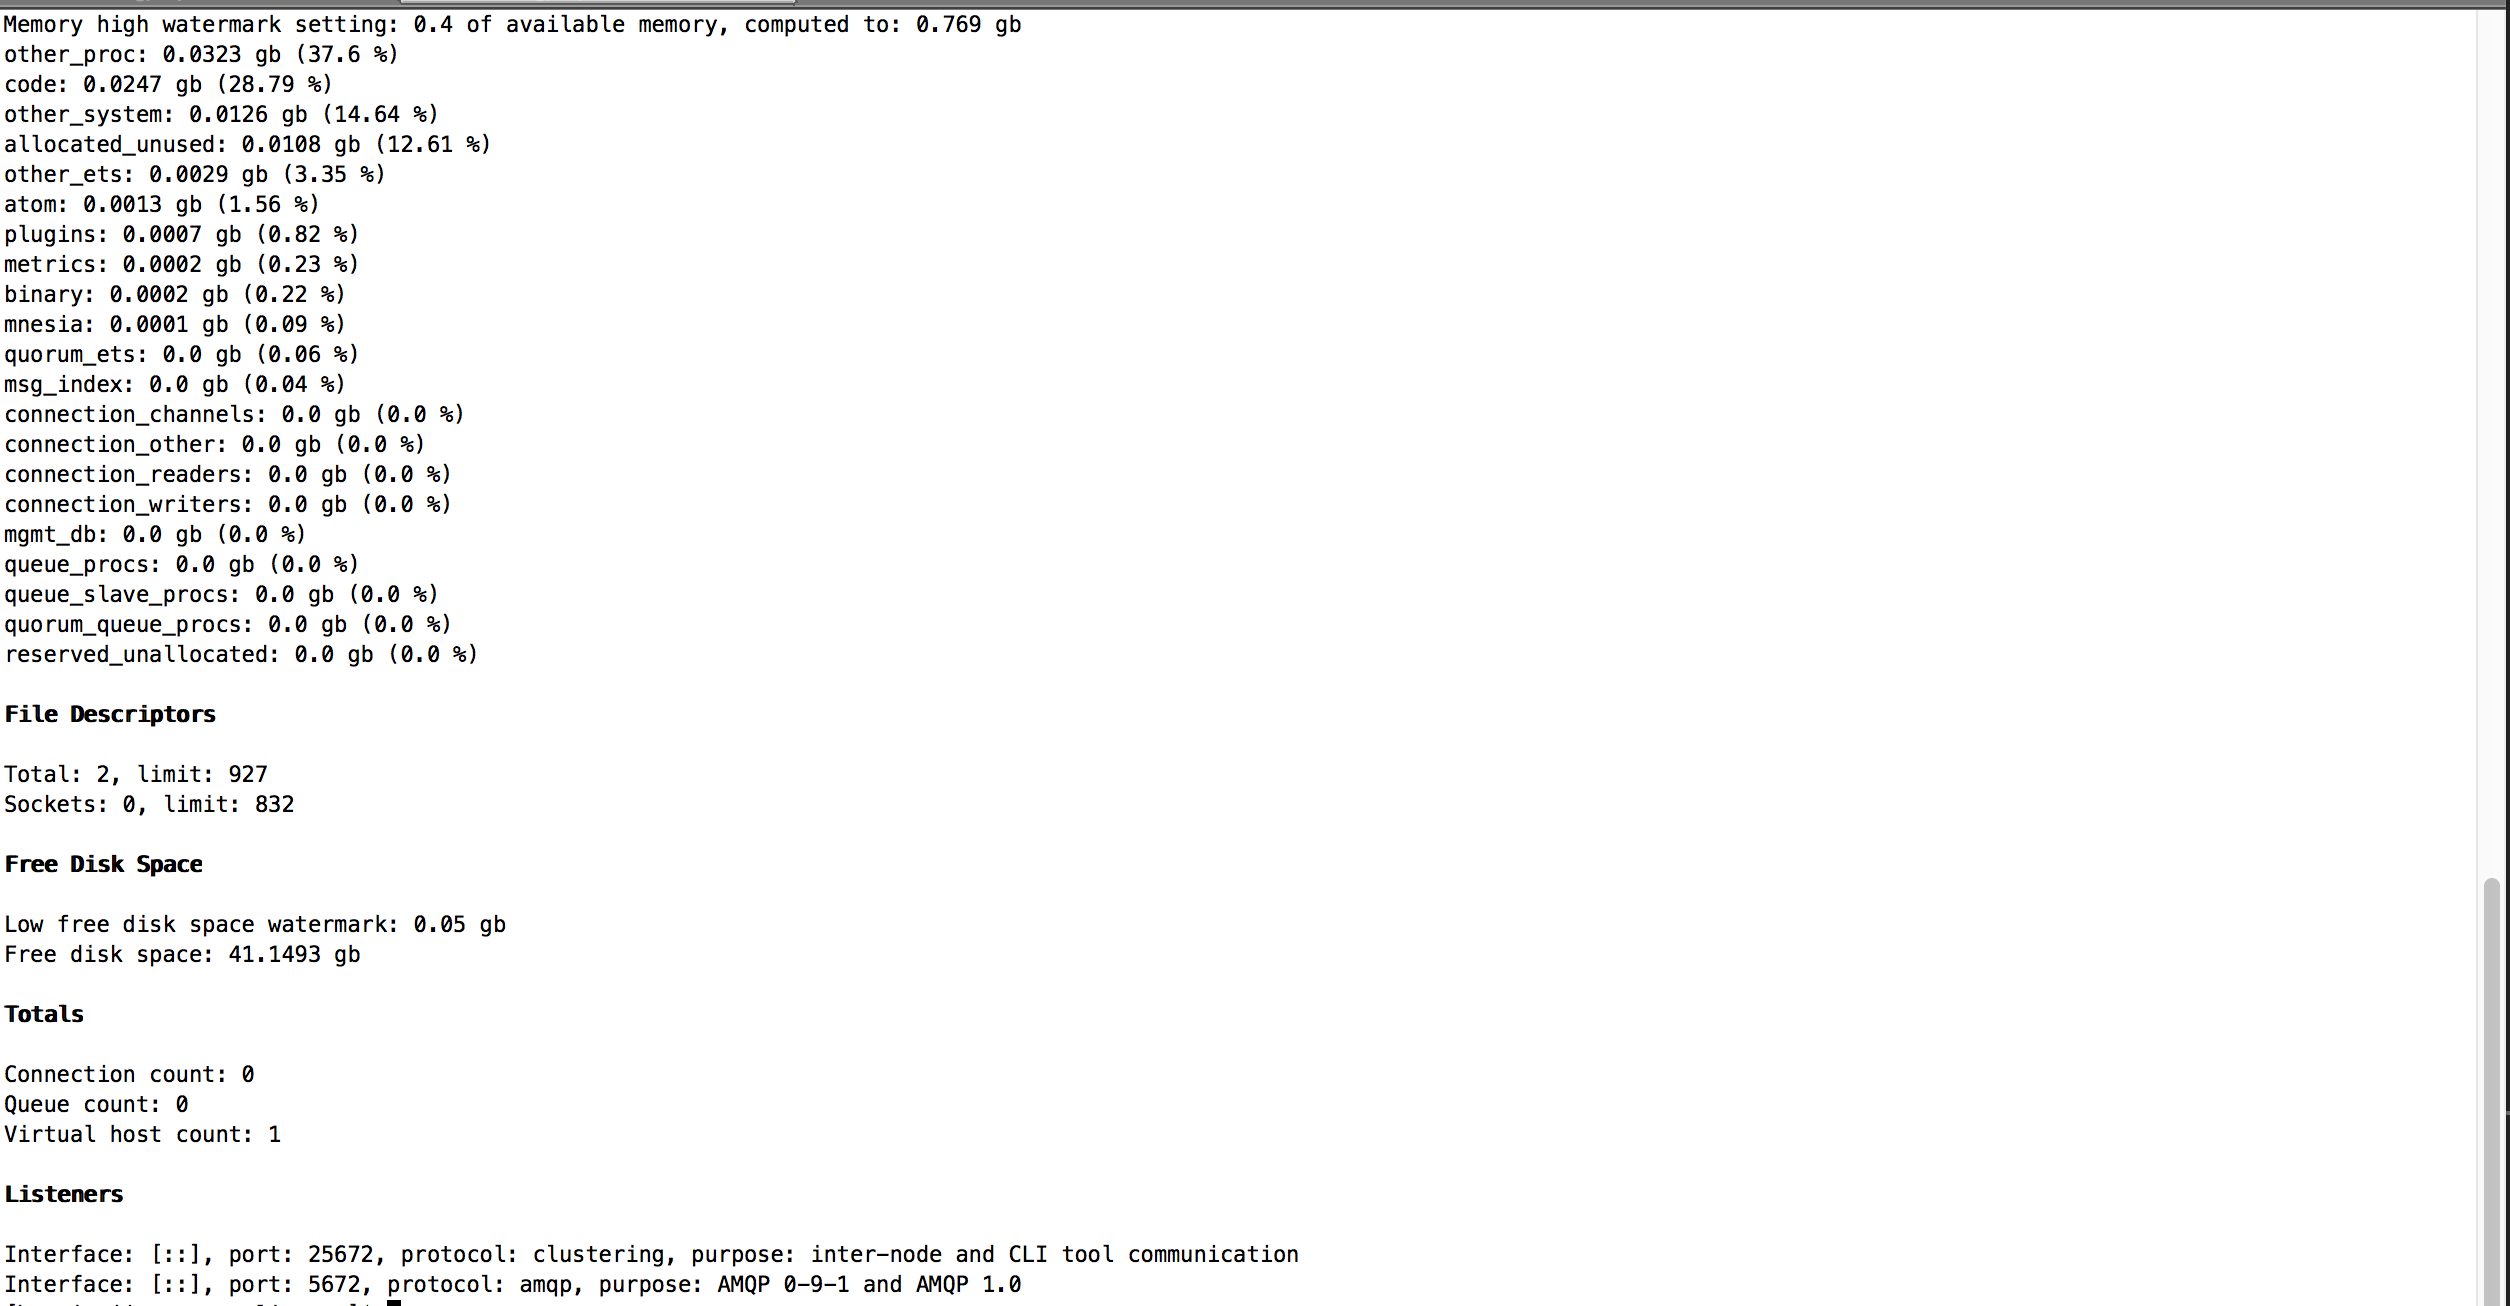 Memory high watermark setting: 0.4 of available memory, computed to: 0.769 gb
other_proc: 0.0323 gb (37.6 %)
code: 0.0247 gb (28.79 %)
other_system: 0.0126 gb (14.64 %)
allocated_unused: 0.0108 gb (12.61 %)
other_ets: 0.0029 gb (3.35 %)
atom: 0.0013 gb (1.56 %)
plugins: 0.0007 gb (0.82 %)
metrics: 0.0002 gb (0.23 %)
binary: 0.0002 gb (0.22 %)
mnesia: 0.0001 gb (0.09 %)
quorum_ets: 0.0 gb (0.06 %)
msg_index: 0.0 gb (0.04 %)
connection_channels: 0.0 gb (0.0 %)
connection_other: 0.0 gb (0.0 %)
connection_readers: 0.0 gb (0.0 %)
connection_writers: 0.0 gb (0.0 %)
mgmt_db: 0.0 gb (0.0 %)
queue_procs: 0.0 gb (0.0 %)
queue_slave_procs: 0.0 gb (0.0 %)
quorum_queue_procs: 0.0 gb (0.0 %)
reserved_unallocated: 0.0 gb (0.0 %)
File Descriptors
Total: 2, limit: 927
Sockets: 0, limit: 832
Free Disk Space
Low free disk space watermark: 0.05 gb
Free disk space: 41.1493 gb
Totals
Connection count: 0
Queue count: 0
Virtual host count: 1
Listeners
Interface: [::], port: 25672, protocol: clustering, purpose: inter-node and CLI tool communication
Interface: [::], port: 5672, protocol: amqp, purpose: AMQP 0-9-1 and AMQP 1.0